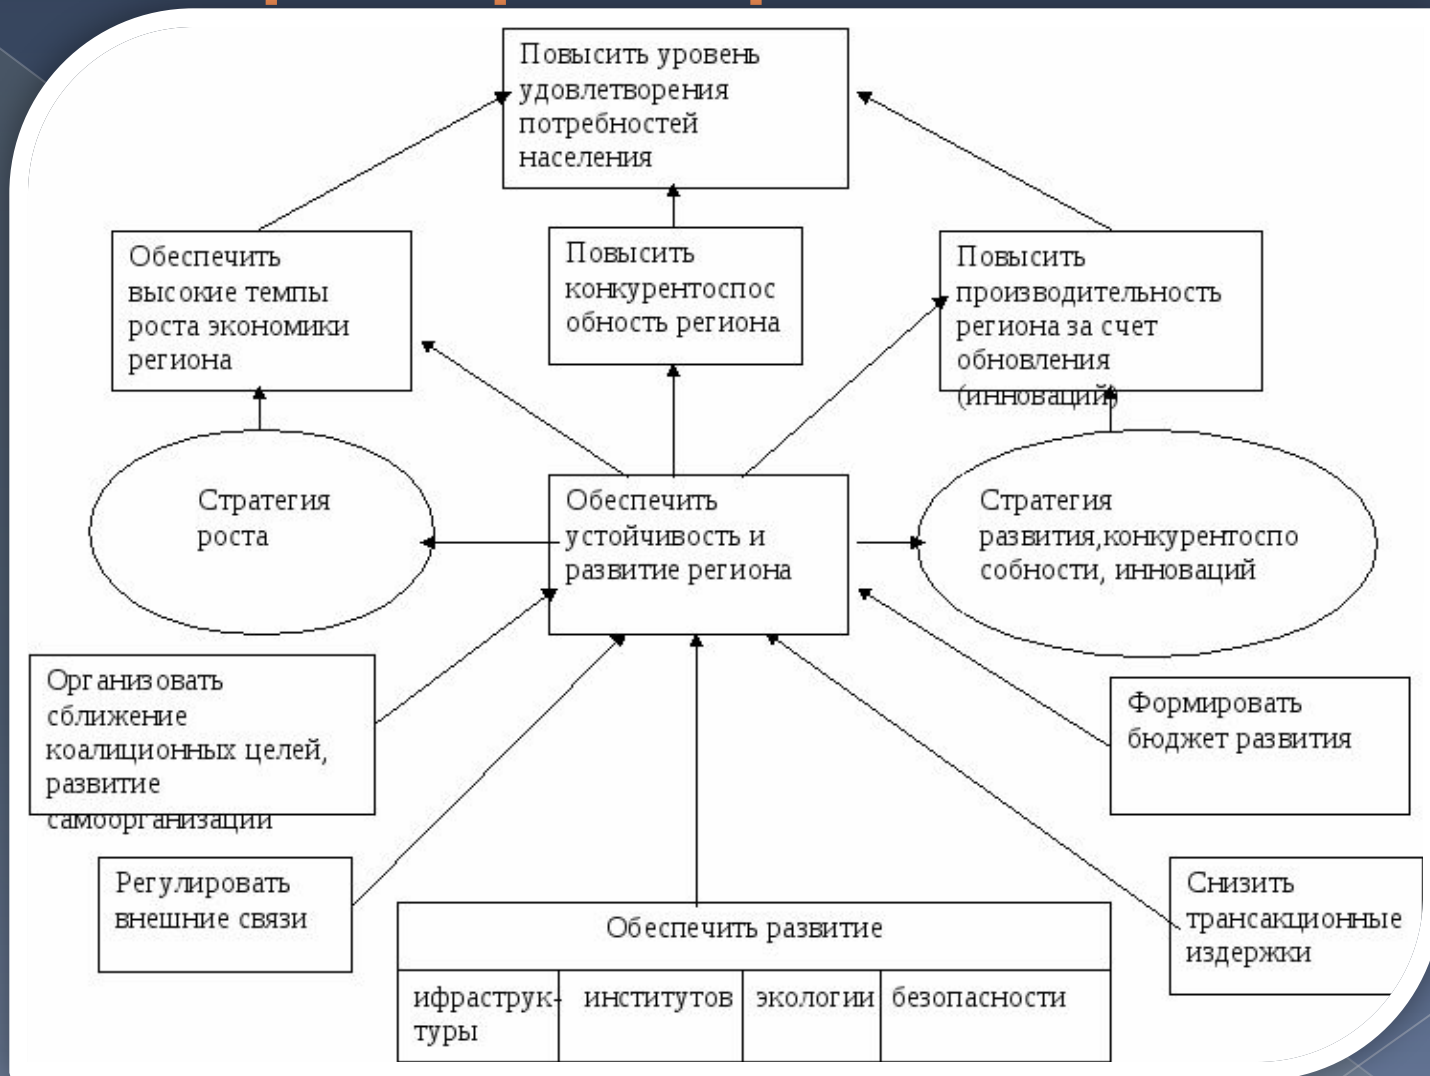 Повысить уровень
удовлетворения
потребностей
населения
Обеспечить
высокие темпы
роста экономики
региона
Повысить
конкурентоспос
обность региона
Повысить
производительность
региона за счет
обновления
(инноваций)
Стратегия
роста
Обеспечить
устойчивость и
развитие региона
Стратегия
развития,конкурентоспо
собности, инноваций
Организовать
сближение
коалиционных целей,
развитие
самоорганизации
Формировать
бюджет развития
Регулировать
внешние связи
Снизить
трансакционные
издержки
Обеспечить развитие
ифраструк-
туры
институтов
экологии
безопасности